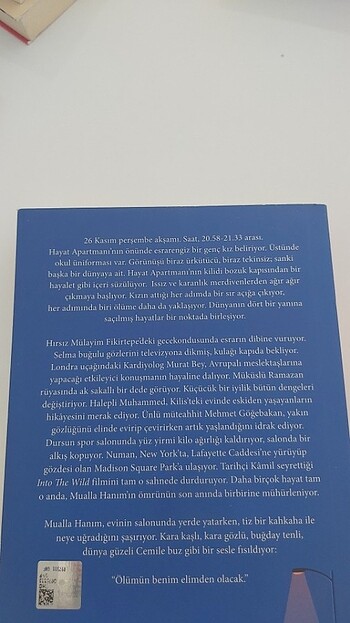 26 Kasım perşembe akşamı. Saat, 20.58-21.33 arası.
Hayat Apartmanı'nın önünde esrarengiz bir genç kız beliriyor. Üstünde
okul üniforması var. Görünüşü biraz ürkütücü, biraz tekinsiz; sanki
başka bir dünyaya ait. Hayat Apartmanı'nın kilidi bozuk kapısından bir
hayalet gibi içeri süzülüyor. Issız ve karanlık merdivenlerden ağır ağır
çıkmaya başlıyor. Kızın attığı her adımda bir sır açığa çıkıyor,
her adımında biri ölüme daha da yaklaşıyor. Dünyanın dört bir yanına
saçılmış hayatlar bir noktada birleşiyor.
Hırsız Mülayim Fikirtepedeki gecekondusunda esrarın dibine vuruyor.
Selma buğulu gözlerini televizyona dikmiş, kulağı kapıda bekliyor.
Londra uçağındaki Kardiyolog Murat Bey, Avrupalı meslektaşlarına
yapacağı etkileyici konuşmanın hayaline dalıyor. Müküslü Ramazan
rüyasında ak sakallı bir dede görüyor. Küçücük bir iyilik bütün dengeleri
değiştiriyor. Halepli Muhammed, Kilis'teki evinde eskiden yaşayanların
hikâyesini merak ediyor. Ünlü müteahhit Mehmet Göğebakan, yakın
gözlüğünü elinde evirip çevirirken artık yaşlandığını idrak ediyor.
Dursun spor salonunda yüz yirmi kilo ağırlığı kaldırıyor, salonda bir
alkış kopuyor. Numan, New York'ta, Lafayette Caddesi'ne yürüyüp
gözdesi olan Madison Square Park'a ulaşıyor. Tarihçi Kâmil seyrettiği
Into The Wild filmini tam o sahnede durduruyor. Daha birçok hayat tam
o anda, Mualla Hanım'ın ömrünün son anında birbirine mühürleniyor.
Mualla Hanım, evinin salonunda yerde yatarken, tiz bir kahkaha ile
neye uğradığını şaşırıyor. Kara kaşlı, kara gözlü, buğday tenli,
dünya güzeli Cemile buz gibi bir sesle fısıldıyor:
"Ölümün benim elimden olacak."